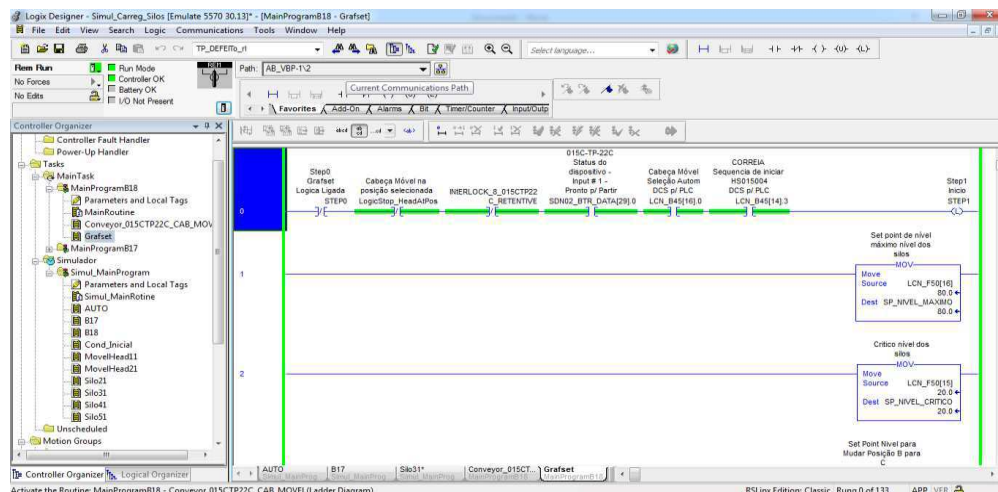 Logix Designer - Simul_Carreg_Silos [Emulate 5570 30.13]* - [MainProgramB18 - Grafset]
File Edit View Search Logic Communications Tools Window Help
TP_DEFEITo_rl
Select language...
Rem Run
Run Mode
No Forces
Controller OK
Battery OK
No Edits
I/O Not Present
REM
Path: AB_VBP-1\2
Current Communications Path
Favorites Add-On Alarms Bit Timer/Counter Input/Outp
Controller Organizer
Controller Fault Handler
Power-Up Handler
Tasks
MainTask
MainProgramB18
Parameters and Local Tags
MainRoutine
Conveyor_015CTP22C_CAB_MOV
Grafset
MainProgramB17
Simulador
Simul_MainProgram
Parameters and Local Tags
Simul_MainRotine
AUTO
B17
B18
Cond_Inicial
MovelHead11
MovelHead21
Silo21
Silo31
Silo41
Silo51
Unscheduled
Motion Groups
Controller Organizer Logical Organizer
0
Step0
Grafset
Logica Ligada
STEP0
Cabeça Móvel na
posição selecionada
LogicStop_HeadAtPos
C_RETENTIVE
015C-TP-22C
Status do
dispositivo -
Input # 1 -
Pronto p/ Partir
SDN02_BTR_DATA[29].0
Cabeça Móvel
Seleção Autom
DCS p/ PLC
LCN_B45[16].0
CORREIA
Sequencia de iniciar
HS015004
DCS p/ PLC
LCN_B45[14].3
Step1
Inicio
STEP1
L
1
Set point de nível
máximo nível dos
silos
MOV
Move
Source LCN_F50[16]
80.0
Dest SP_NIVEL_MAXIMO
80.0
2
Critico nível dos
silos
MOV
Move
Source LCN_F50[15]
20.0
Dest SP_NIVEL_CRITICO
20.0
Set Point Nivel para
Mudar Posição B para
C
AUTO
B17
Silo31*
Conveyor_015CT...
Grafset
MainProgramB18
Activate the Routine: MainProgramB18 - Conveyor_015CTP22C_CAB_MOVEl (Ladder Diagram)
RSLinx Edition: Classic Rung 0 of 133 APP VER